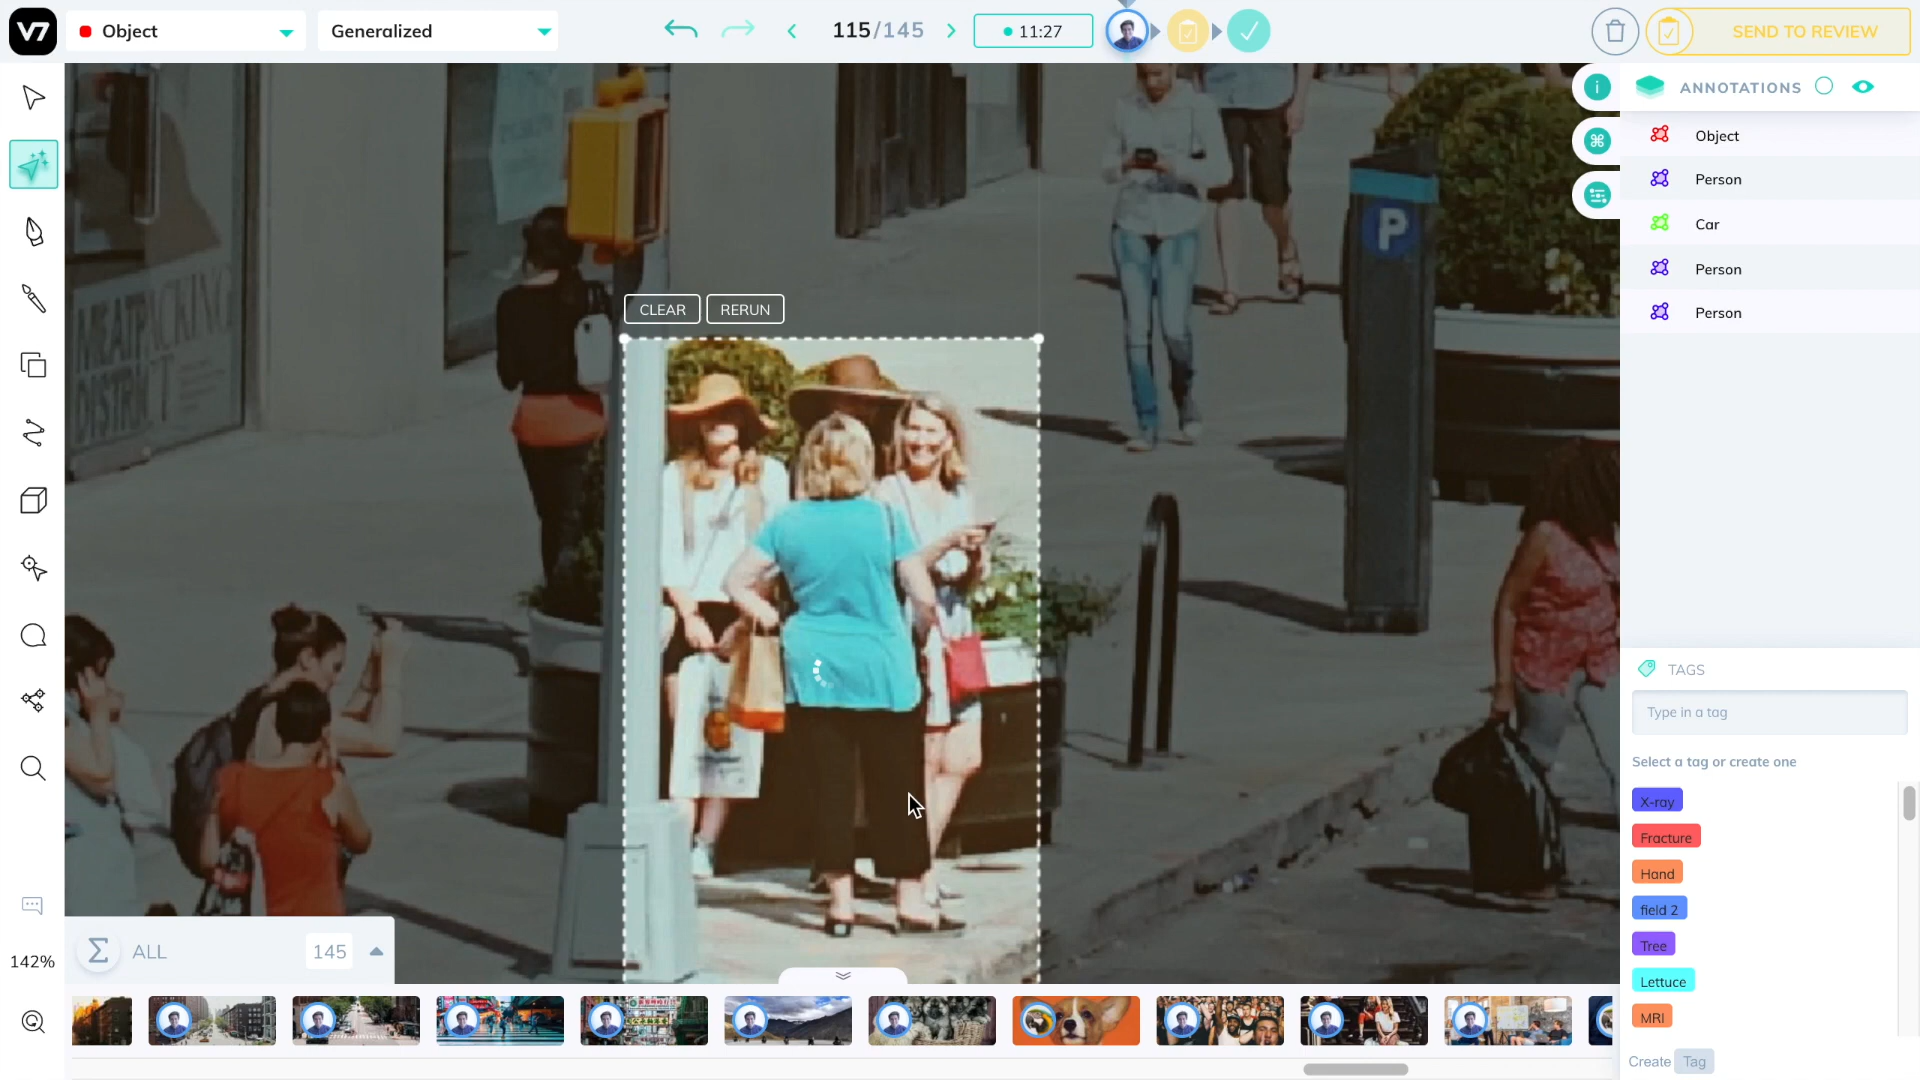 V7
Object
Generalized
115/145
11:27
SEND TO REVIEW
ANNOTATIONS
Object
Person
Car
Person
Person
MEATPACKING
DISTRICT
P
CLEAR
RERUN
TAGS
Type in a tag
Select a tag or create one
X-ray
Fracture
Hand
field 2
Tree
Lettuce
MRI
Create Tag
ALL
145
142%